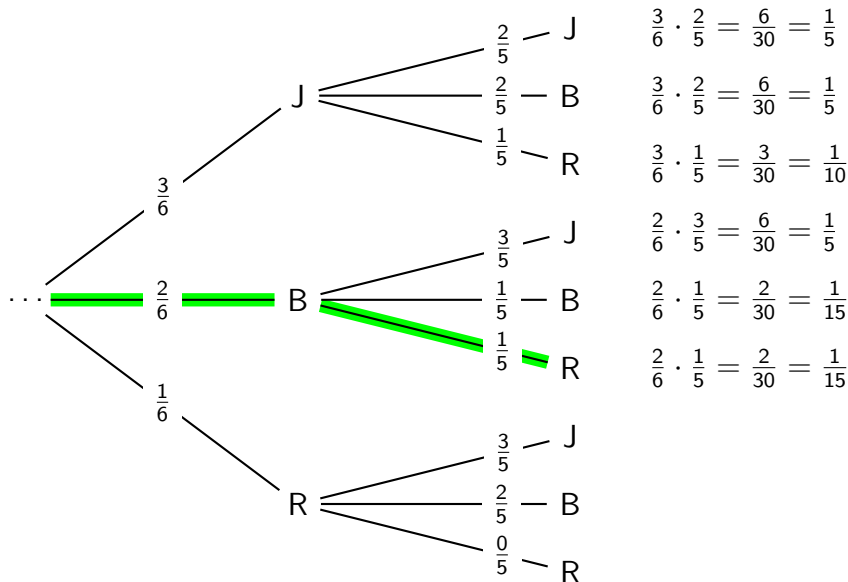 2/5 J 3/6 · 2/5 = 6/30 = 1/5
J 2/5 B 3/6 · 2/5 = 6/30 = 1/5
1/5 R 3/6 · 1/5 = 3/30 = 1/10
3/6
3/5 J 2/6 · 3/5 = 6/30 = 1/5
... 2/6 B 1/5 B 2/6 · 1/5 = 2/30 = 1/15
1/5 R 2/6 · 1/5 = 2/30 = 1/15
1/6
3/5 J
R 2/5 B
0/5 R